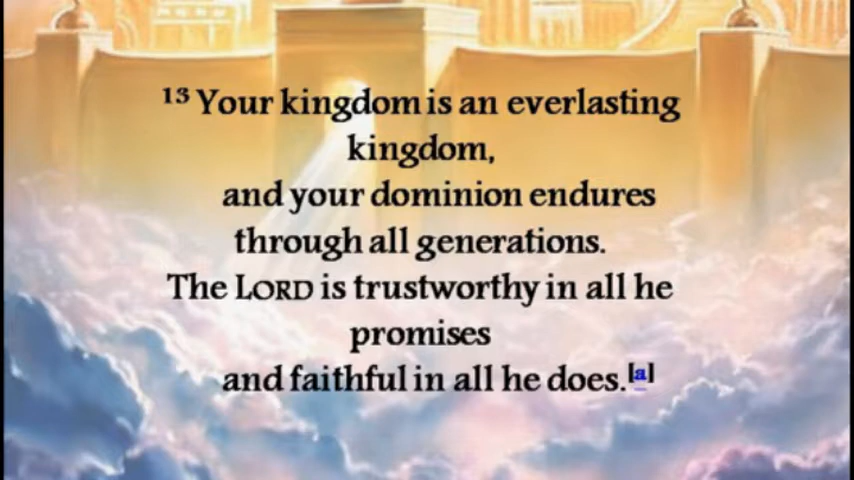 13 Your kingdom is an everlasting
kingdom,
and your dominion endures
through all generations.
The LORD is trustworthy in all he
promises
and faithful in all he does.[a]